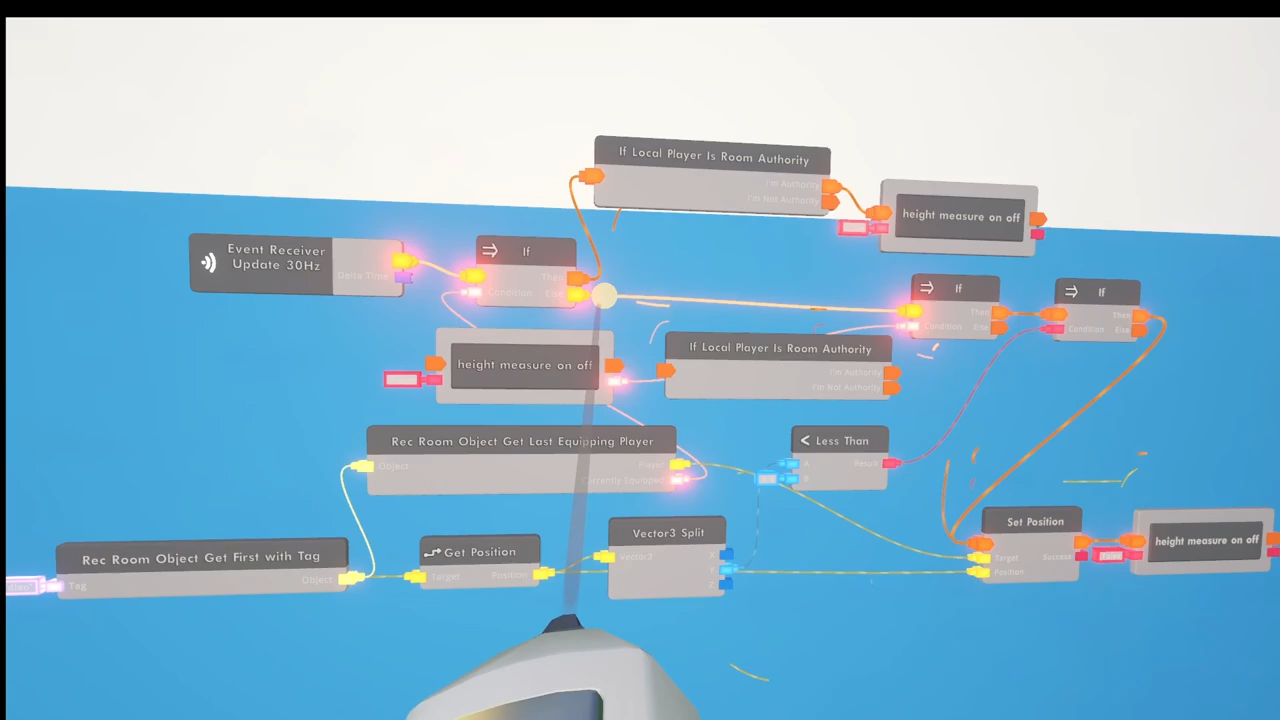 If Local Player Is Room Authority
I'm Authority
I'm Not Authority
height measure on off
Event Receiver
Update 30Hz
Delta Time
If
Then
Condition
Else
If
Then
Condition
Else
If
Then
Condition
Else
height measure on off
If Local Player Is Room Authority
I'm Authority
I'm Not Authority
Rec Room Object Get Last Equipping Player
Object
Player
Currently Equipped
< Less Than
A
Result
B
Rec Room Object Get First with Tag
Tag
Object
Get Position
Target
Position
Vector3 Split
Vector3
X
Y
Z
Set Position
Target
Success
Position
height measure on off